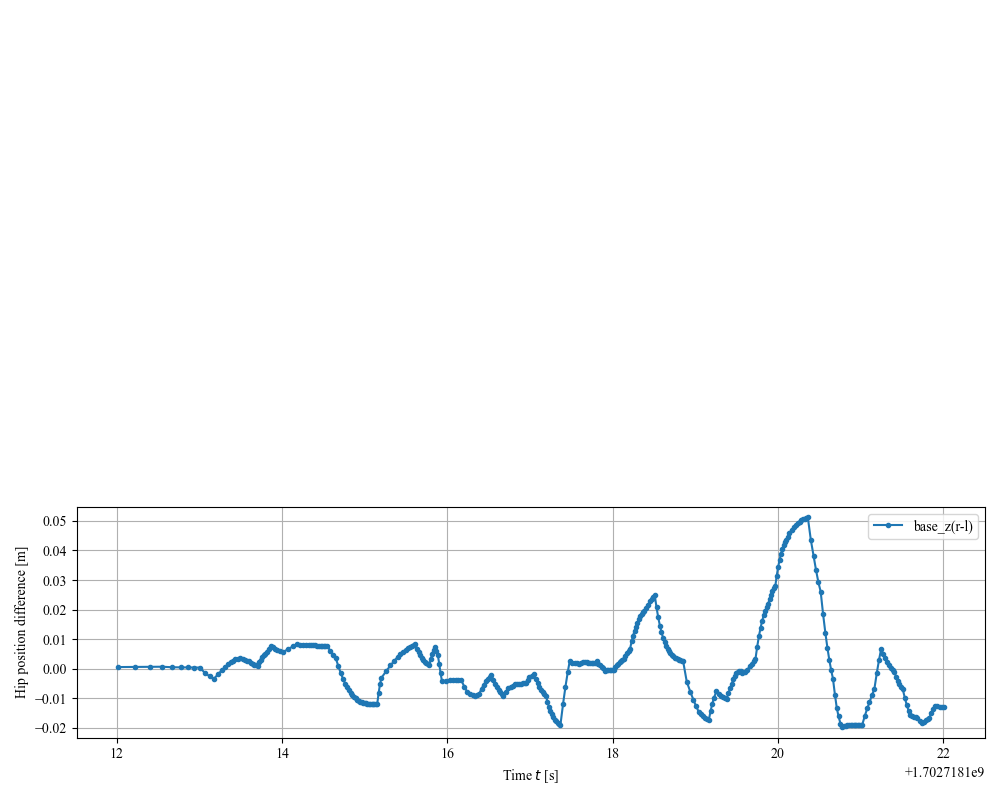 0.05
0.04
0.03
0.02
0.01
0.00
−0.01
−0.02
Hip position difference [m]
base_z(r-l)
12 14 16 18 20 22
Time t [s]
+1.7027181e9